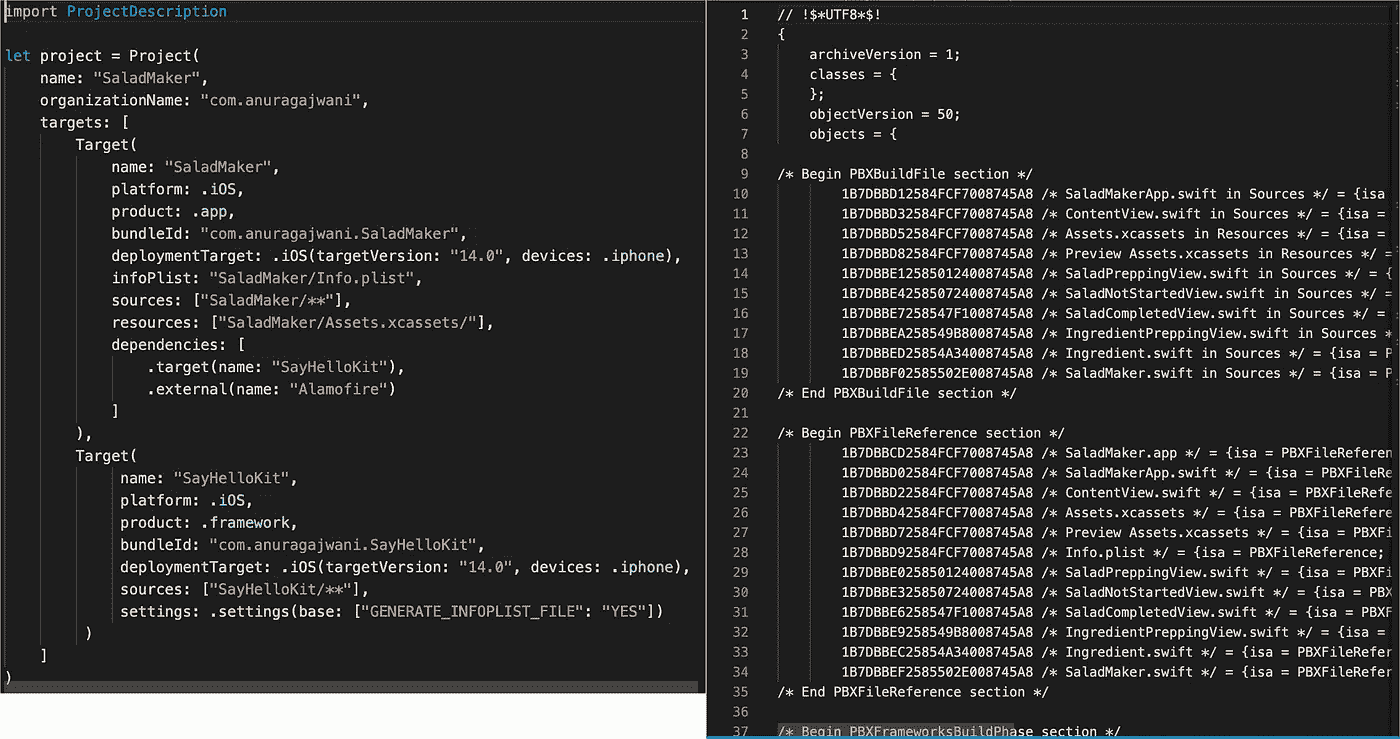 import ProjectDescription
let project = Project(
name: "SaladMaker",
organizationName: "com.anuragajwani",
targets: [
Target(
name: "SaladMaker",
platform: .iOS,
product: .app,
bundleId: "com.anuragajwani.SaladMaker",
deploymentTarget: .iOS(targetVersion: "14.0", devices: .iphone),
infoPlist: "SaladMaker/Info.plist",
sources: ["SaladMaker/**"],
resources: ["SaladMaker/Assets.xcassets/"],
dependencies: [
.target(name: "SayHelloKit"),
.external(name: "Alamofire")
]
),
Target(
name: "SayHelloKit",
platform: .iOS,
product: .framework,
bundleId: "com.anuragajwani.SayHelloKit",
deploymentTarget: .iOS(targetVersion: "14.0", devices: .iphone),
sources: ["SayHelloKit/**"],
settings: .settings(base: ["GENERATE_INFOPLIST_FILE": "YES"])
)
]
)
1 // !$*UTF8*$!
2 {
3 archiveVersion = 1;
4 classes = {
5 };
6 objectVersion = 50;
7 objects = {
8
9 /* Begin PBXBuildFile section */
10 1B7DBBD12584FCF7008745A8 /* SaladMakerApp.swift in Sources */ = {isa
11 1B7DBBD32584FCF7008745A8 /* ContentView.swift in Sources */ = {isa =
12 1B7DBBD52584FCF7008745A8 /* Assets.xcassets in Resources */ = {isa =
13 1B7DBBD82584FCF7008745A8 /* Preview Assets.xcassets in Resources */ =
14 1B7DBBE125850124008745A8 /* SaladPreppingView.swift in Sources */ = {
15 1B7DBBE425850724008745A8 /* SaladNotStartedView.swift in Sources */ =
16 1B7DBBE7258547F1008745A8 /* SaladCompletedView.swift in Sources */ =
17 1B7DBBEA258549B8008745A8 /* IngredientPreppingView.swift in Sources *
18 1B7DBBED25854A34008745A8 /* Ingredient.swift in Sources */ = {isa = P
19 1B7DBBF02585502E008745A8 /* SaladMaker.swift in Sources */ = {isa = P
20 /* End PBXBuildFile section */
21
22 /* Begin PBXFileReference section */
23 1B7DBBCD2584FCF7008745A8 /* SaladMaker.app */ = {isa = PBXFileReferen
24 1B7DBBD02584FCF7008745A8 /* SaladMakerApp.swift */ = {isa = PBXFileRe
25 1B7DBBD22584FCF7008745A8 /* ContentView.swift */ = {isa = PBXFileRefe
26 1B7DBBD42584FCF7008745A8 /* Assets.xcassets */ = {isa = PBXFileRefere
27 1B7DBBD72584FCF7008745A8 /* Preview Assets.xcassets */ = {isa = PBXFi
28 1B7DBBD92584FCF7008745A8 /* Info.plist */ = {isa = PBXFileReference;
29 1B7DBBE025850124008745A8 /* SaladPreppingView.swift */ = {isa = PBXFi
30 1B7DBBE325850724008745A8 /* SaladNotStartedView.swift */ = {isa = PBX
31 1B7DBBE6258547F1008745A8 /* SaladCompletedView.swift */ = {isa = PBXF
32 1B7DBBE9258549B8008745A8 /* IngredientPreppingView.swift */ = {isa =
33 1B7DBBEC25854A34008745A8 /* Ingredient.swift */ = {isa = PBXFileRefer
34 1B7DBBEF2585502E008745A8 /* SaladMaker.swift */ = {isa = PBXFileRefer
35 /* End PBXFileReference section */
36
37 /* Begin PBXFrameworksBuildPhase section */